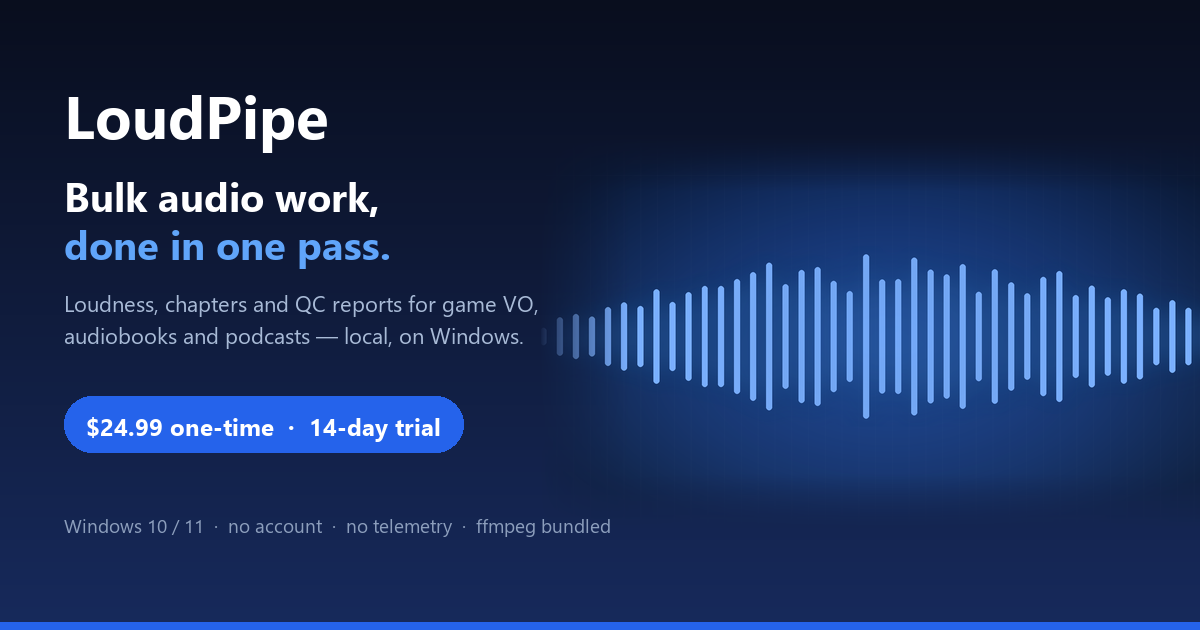 LoudPipe
Bulk audio work,
done in one pass.
Loudness, chapters and QC reports for game VO,
audiobooks and podcasts — local, on Windows.
$24.99 one-time · 14-day trial
Windows 10 / 11 · no account · no telemetry · ffmpeg bundled